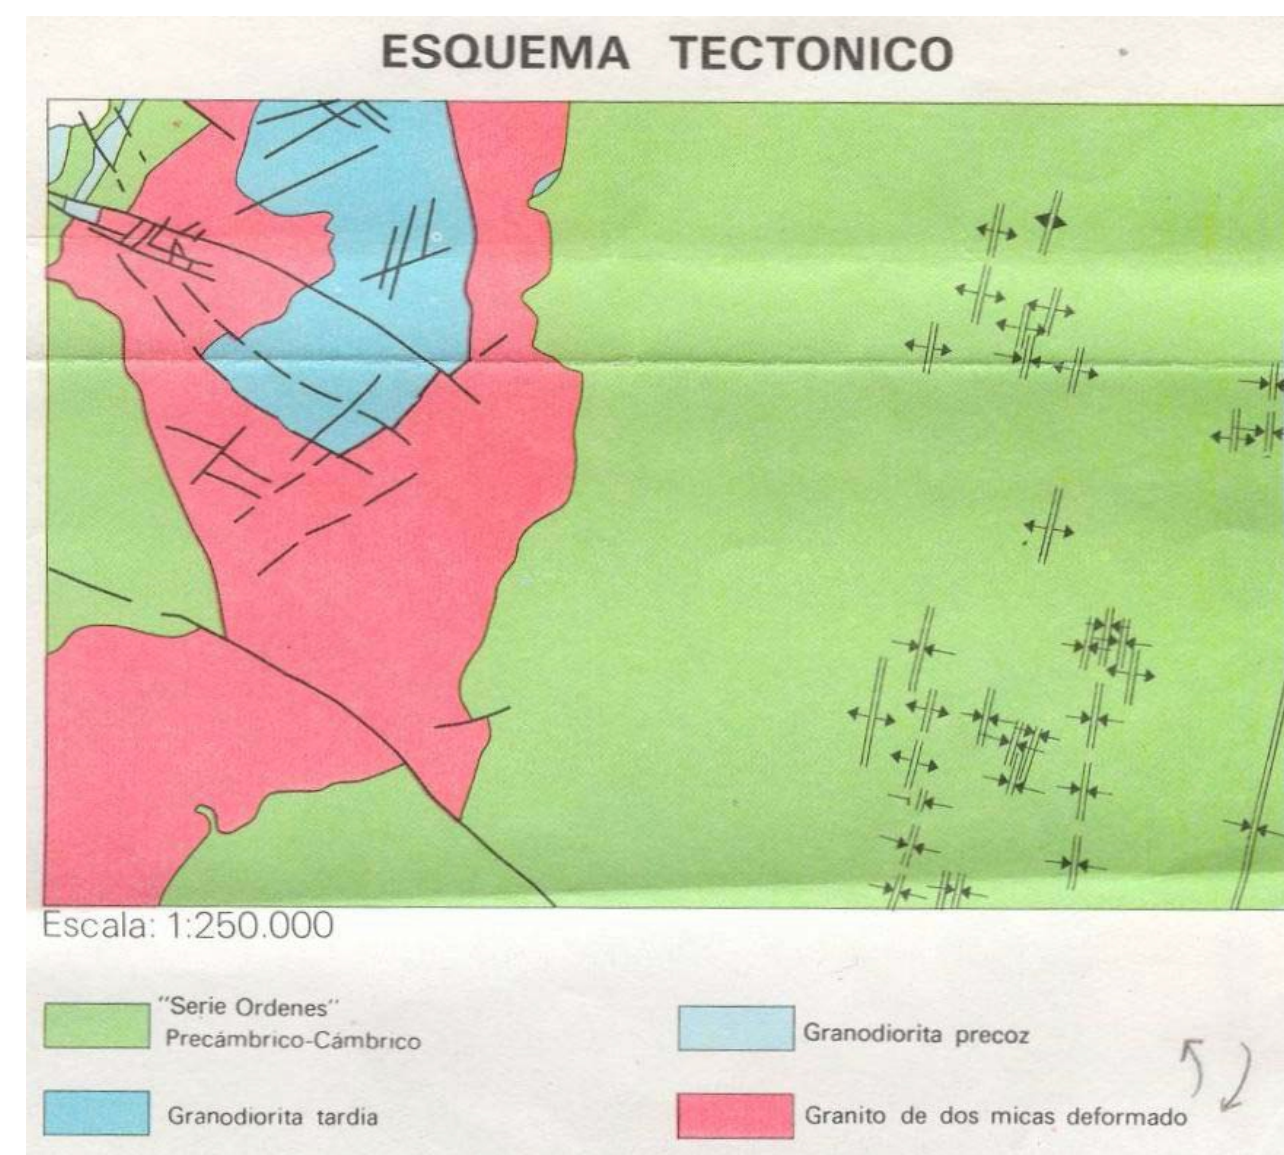 ESQUEMA TECTONICO
Escala: 1:250.000
"Serie Ordenes"
Precámbrico-Cámbrico
Granodiorita tardia
Granodiorita precoz
Granito de dos micas deformado